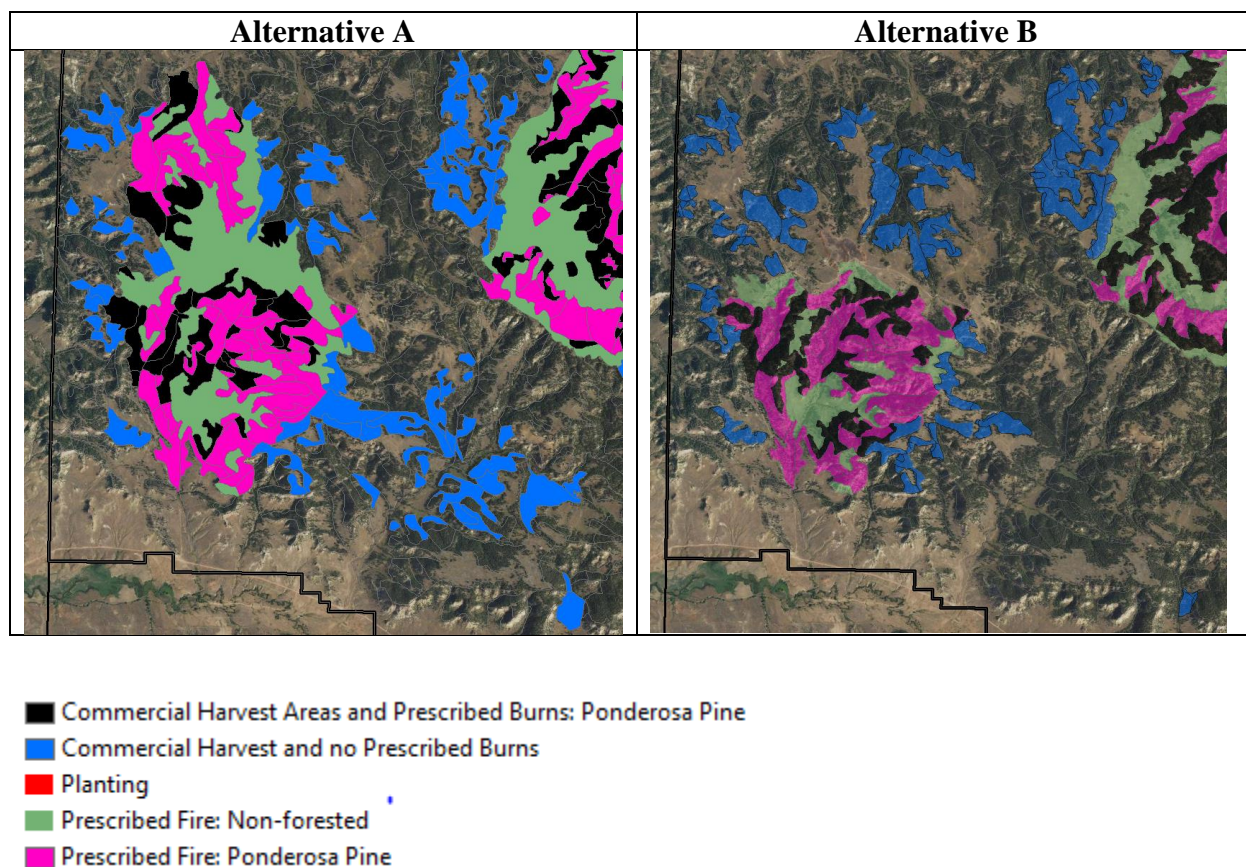 Alternative A
Alternative B
Commercial Harvest Areas and Prescribed Burns: Ponderosa Pine
Commercial Harvest and no Prescribed Burns
Planting
Prescribed Fire: Non-forested
Prescribed Fire: Ponderosa Pine